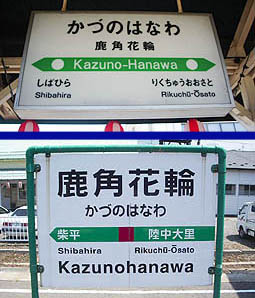 かづのはなわ
鹿角花輪
Kazuno-Hanawa
しばひら りくちゅうおおさと
Shibahira Rikuchū-Ōsato
鹿角花輪
かづのはなわ
柴平 陸中大里
Shibahira Rikuchū-Ōsato
Kazunohanawa